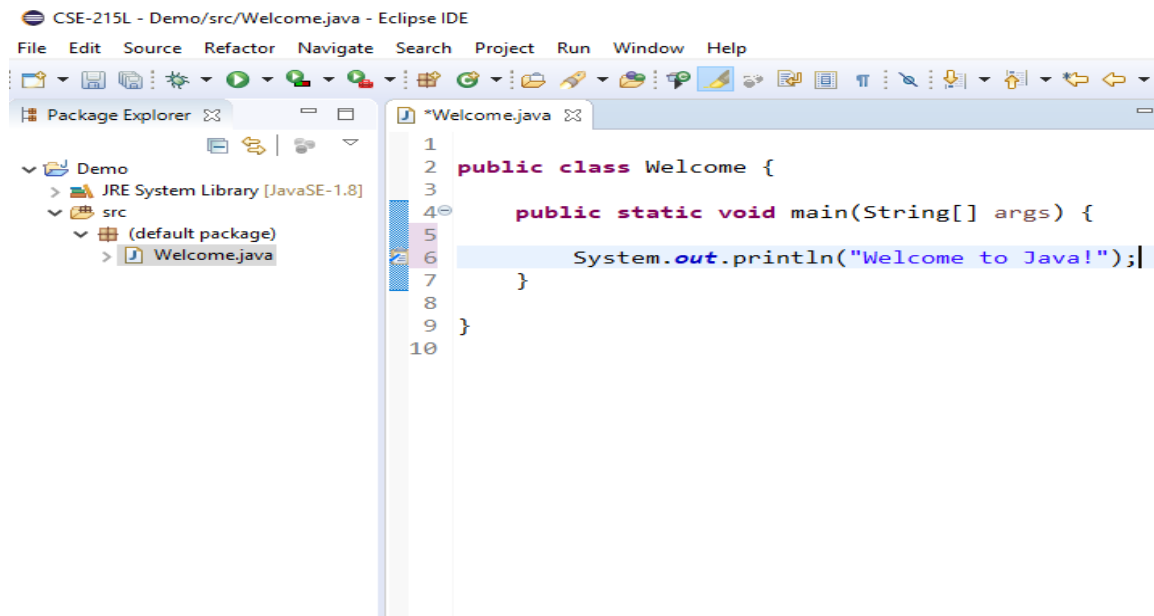 CSE-215L - Demo/src/Welcome.java - Eclipse IDE
File Edit Source Refactor Navigate Search Project Run Window Help
Package Explorer
Demo
JRE System Library [JavaSE-1.8]
src
(default package)
Welcome.java
*Welcome.java
1
2 public class Welcome {
3
4 public static void main(String[] args) {
5
6 System.out.println("Welcome to Java!");
7 }
8
9 }
10